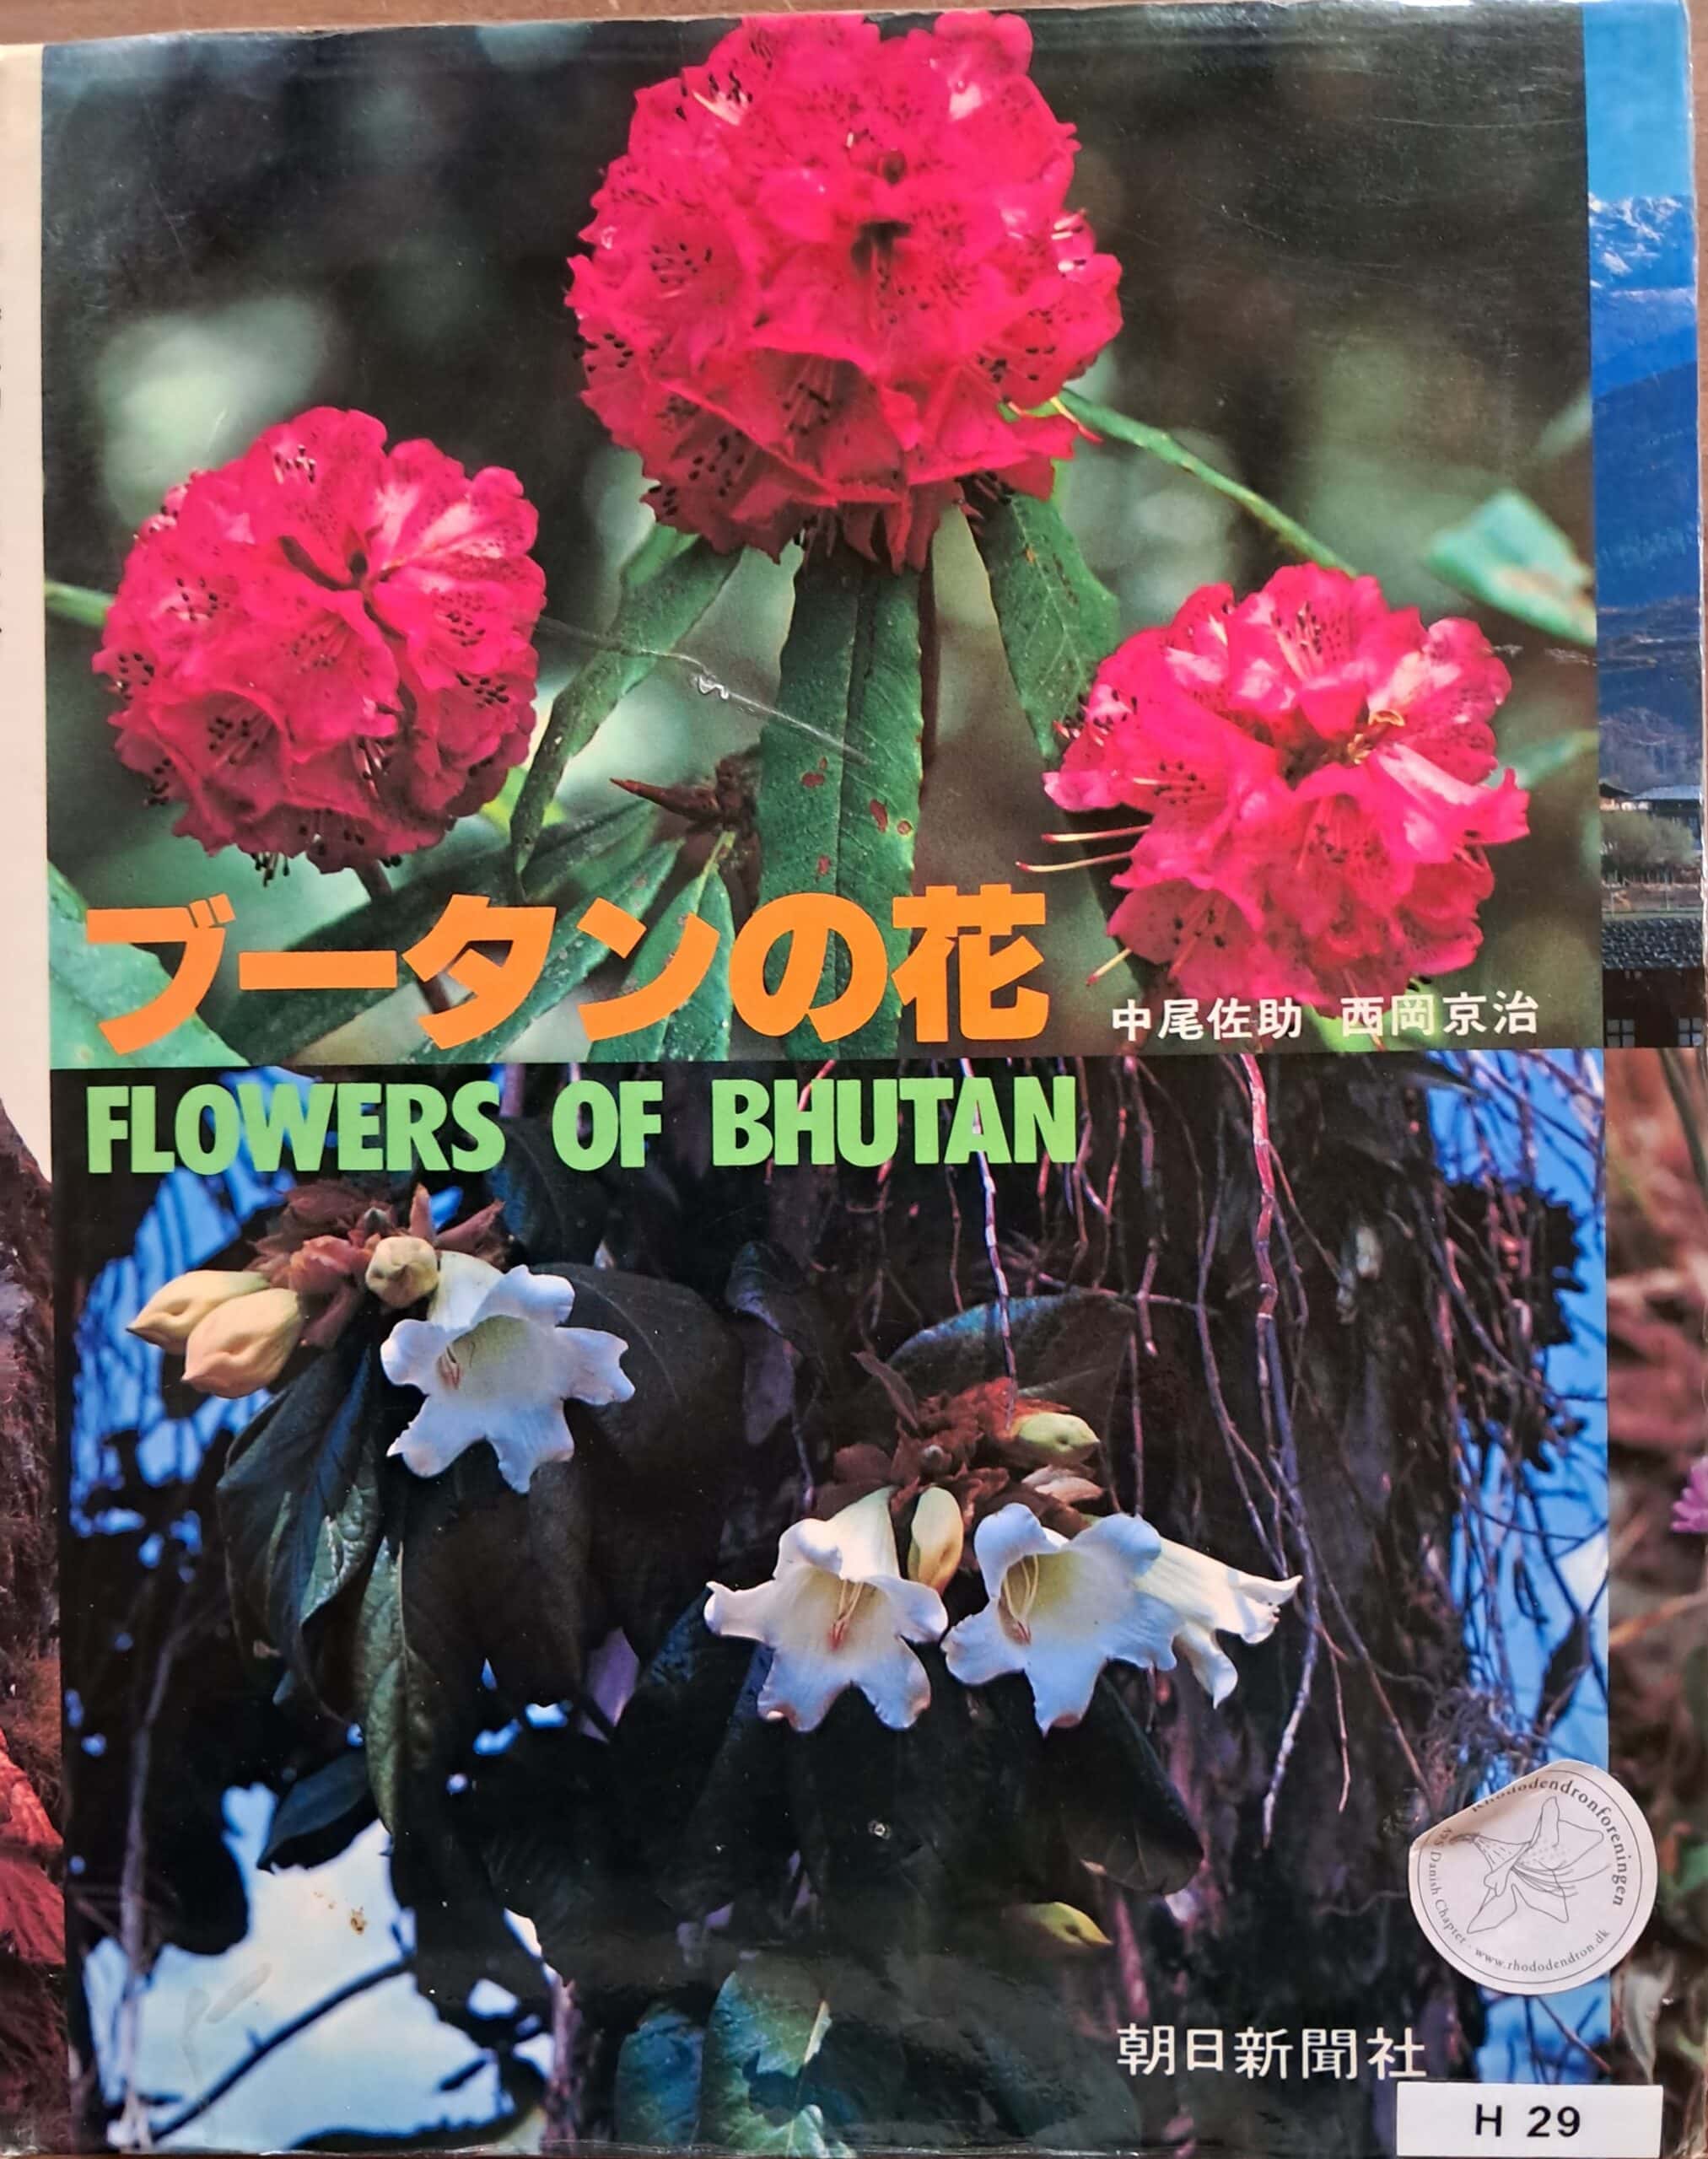 ブータンの花
中尾佐助 西岡京治
FLOWERS OF BHUTAN
Rhododendronforeningen
Danish Chapter · www.rhododendron.dk
朝日新聞社
H 29